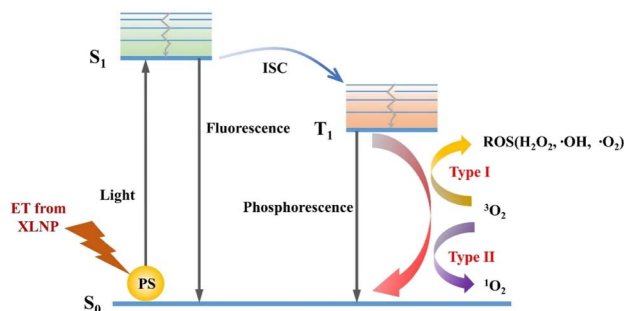 S₁
ISC
T₁
Fluorescence
ROS(H₂O₂, ·OH, ·O₂)
Type I
Light
Phosphorescence
³O₂
ET from
XLNP
Type II
PS
¹O₂
S₀